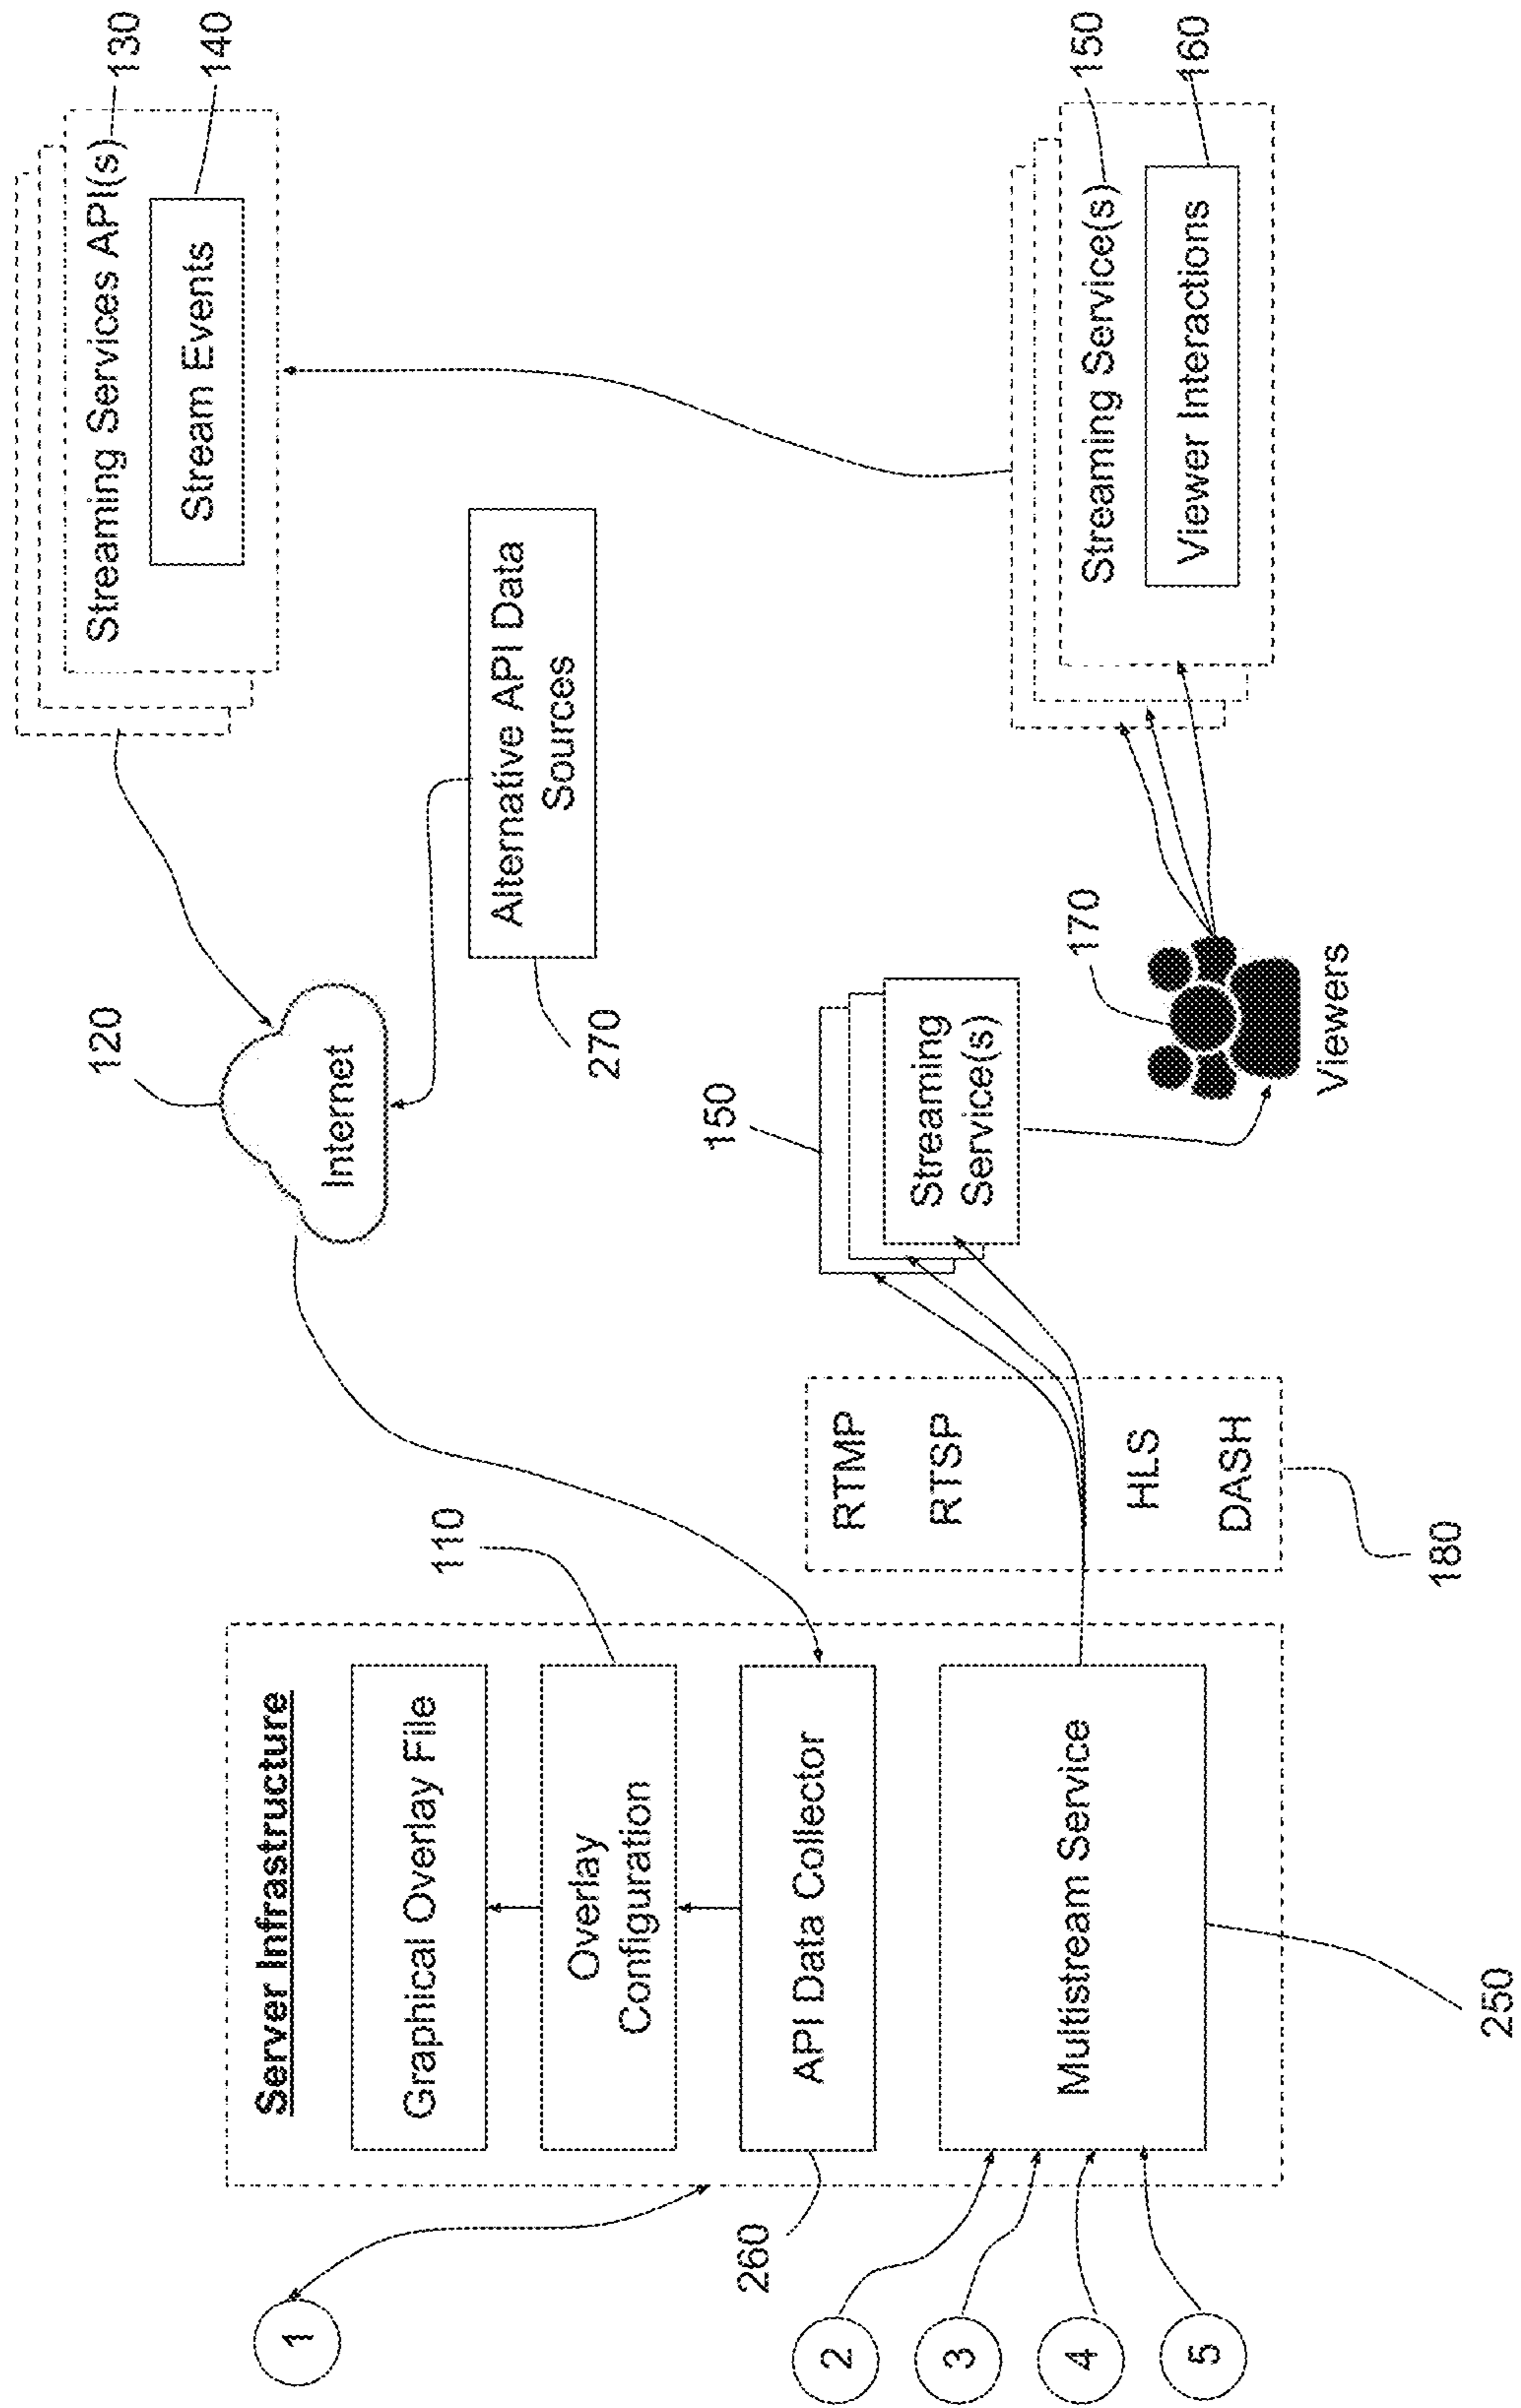 1
2
3
4
5
Server Infrastructure
Graphical Overlay File
Overlay
Configuration
110
API Data Collector
260
Multistream Service
250
RTMP
RTSP
HLS
DASH
180
120
Internet
Alternative API Data
Sources
270
150
Streaming
Service(s)
170
Viewers
Streaming Services API(s)
130
Stream Events
140
Streaming Service(s)
150
Viewer Interactions
160